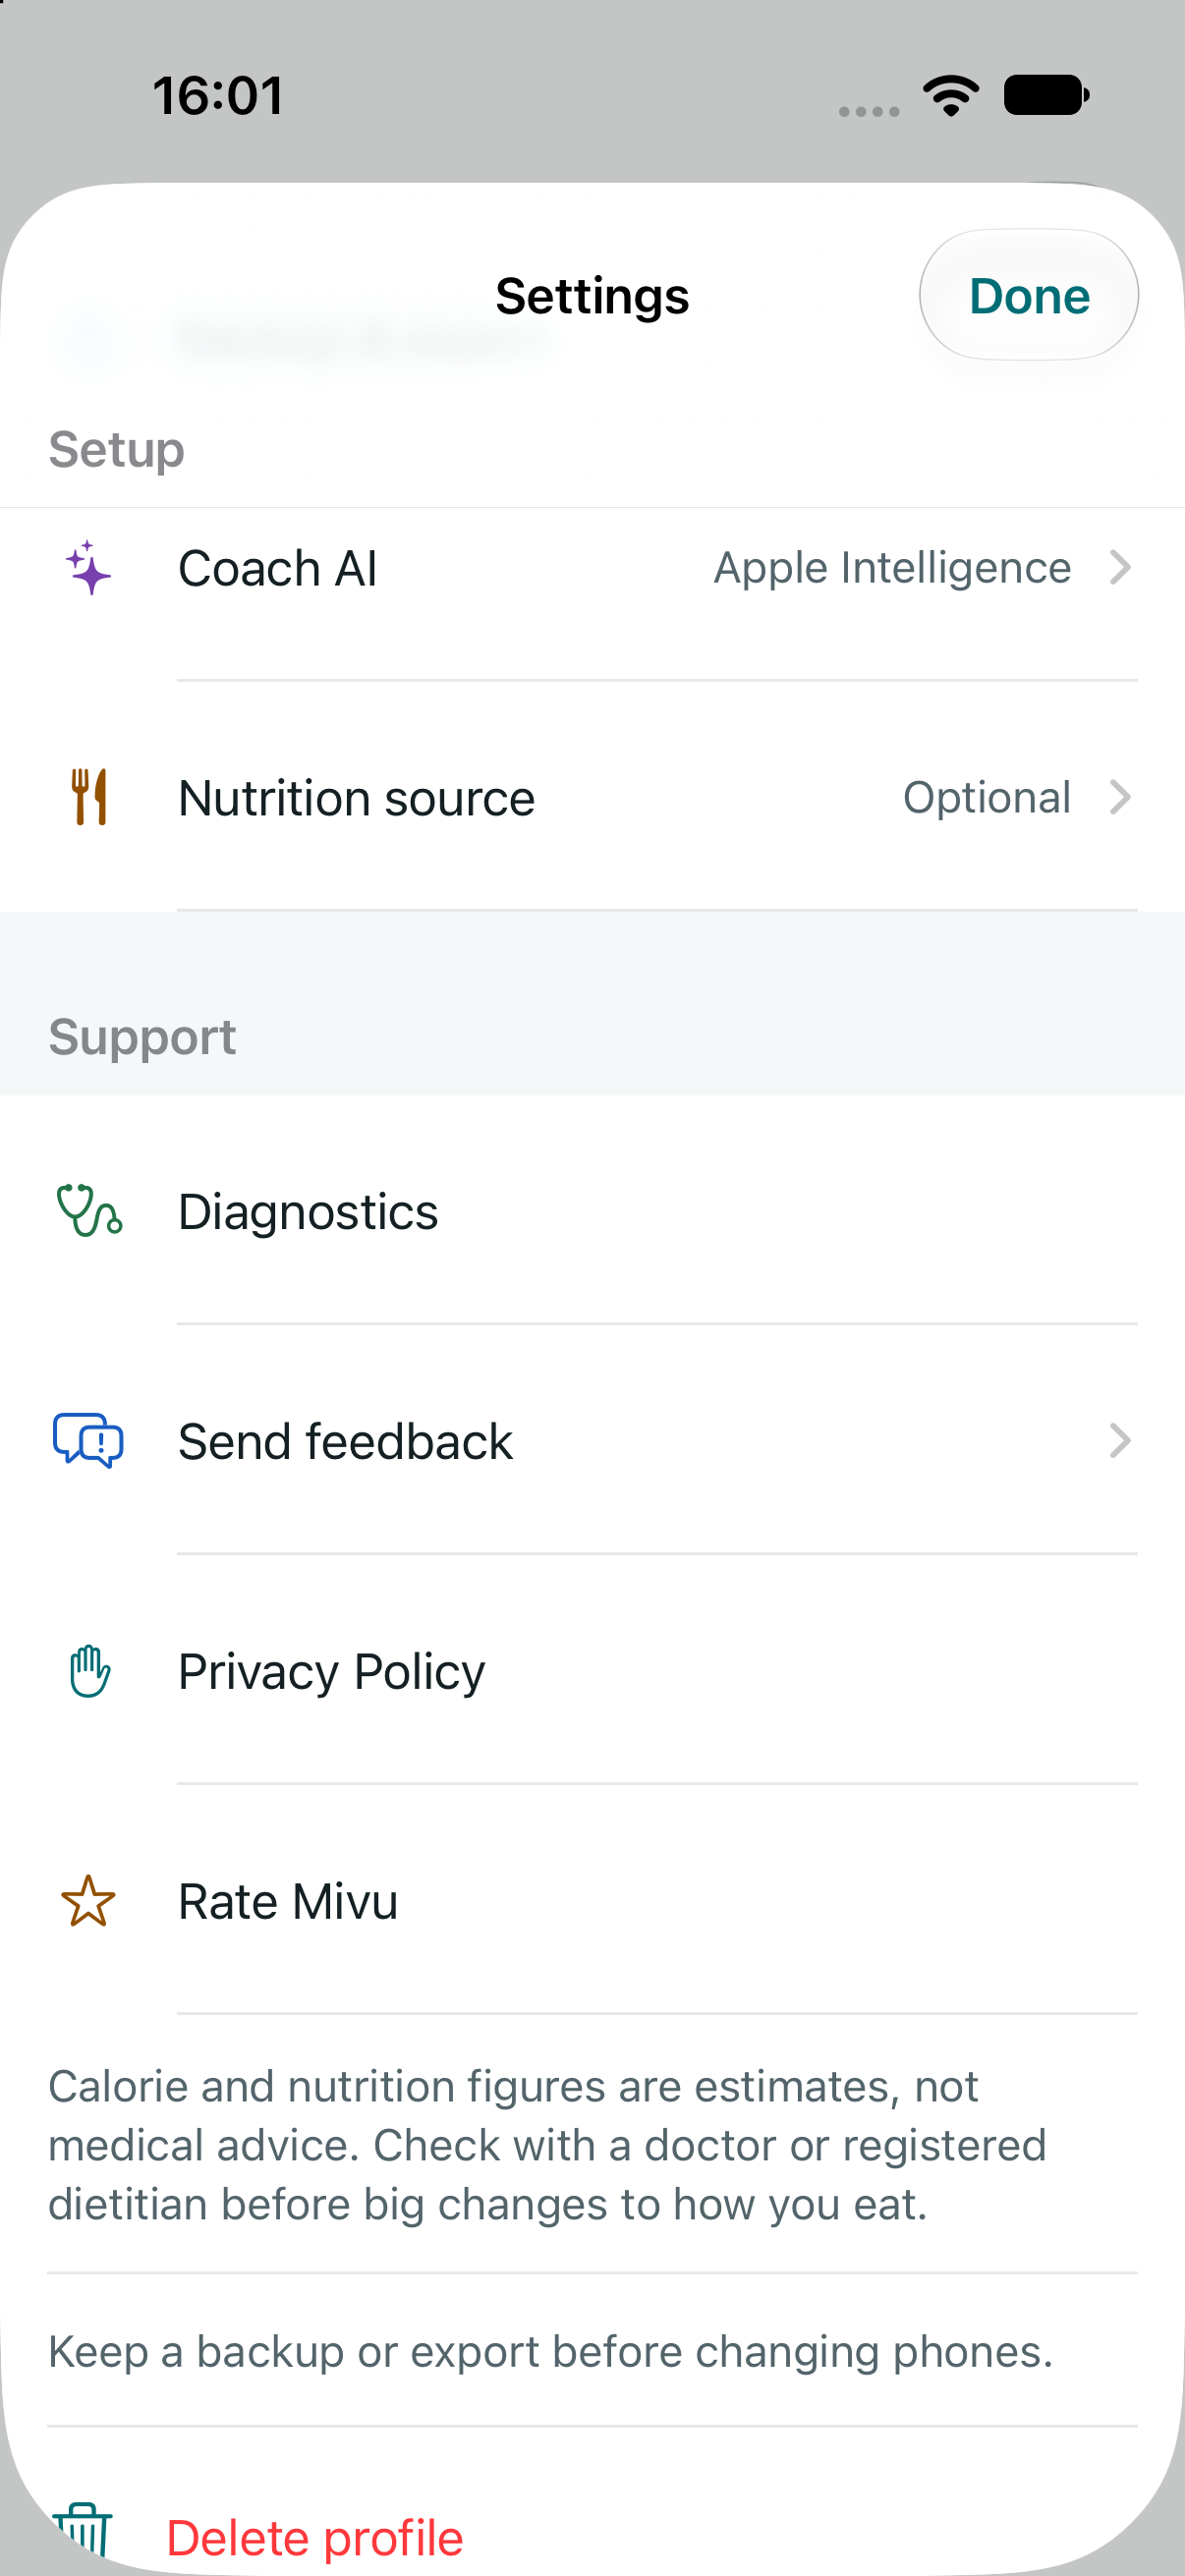 16:01
Settings
Done
Setup
Coach AI
Apple Intelligence
Nutrition source
Optional
Support
Diagnostics
Send feedback
Privacy Policy
Rate Mivu
Calorie and nutrition figures are estimates, not
medical advice. Check with a doctor or registered
dietitian before big changes to how you eat.
Keep a backup or export before changing phones.
Delete profile